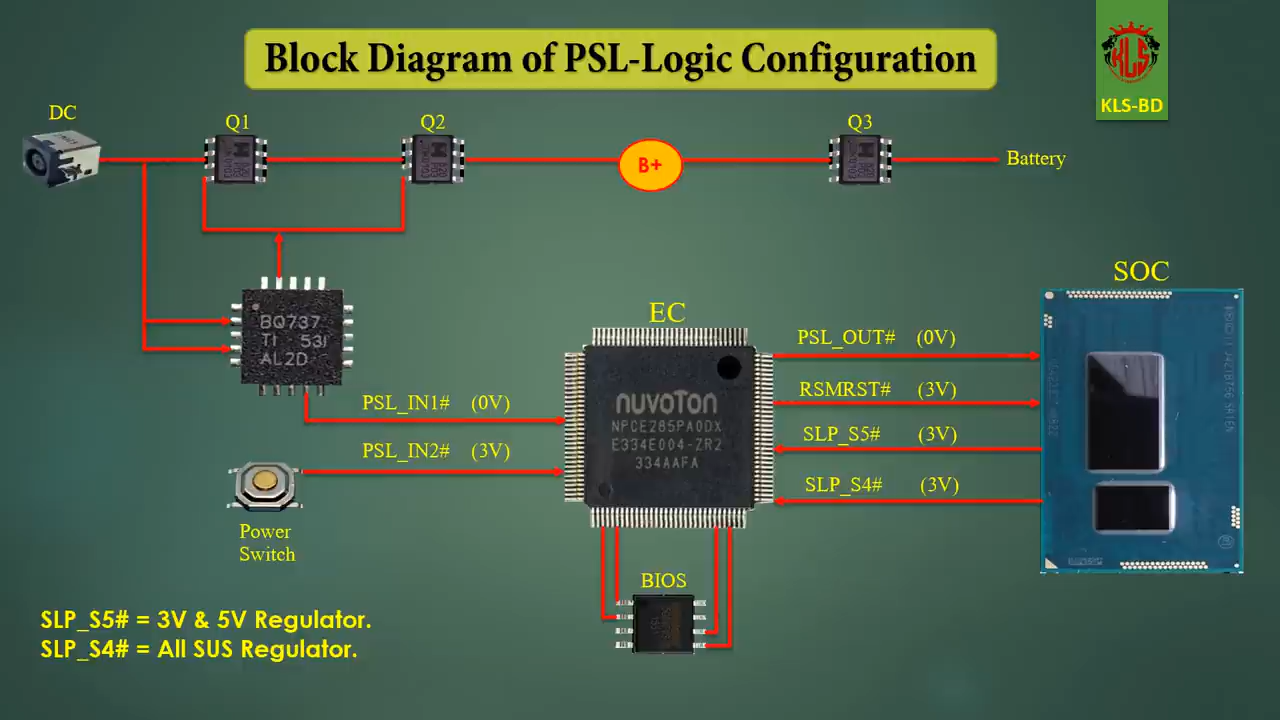 Block Diagram of PSL-Logic Configuration
KLS
KLS-BD
DC
Q1
Q2
Q3
B+
Battery
SOC
BQ737
TI 53I
AL2D
EC
nuvoTon
NPCE285PA0DX
E334E004-ZR2
334AAFA
PSL_OUT# (0V)
RSMRST# (3V)
SLP_S5# (3V)
SLP_S4# (3V)
PSL_IN1# (0V)
PSL_IN2# (3V)
Power
Switch
BIOS
SLP_S5# = 3V & 5V Regulator.
SLP_S4# = All SUS Regulator.